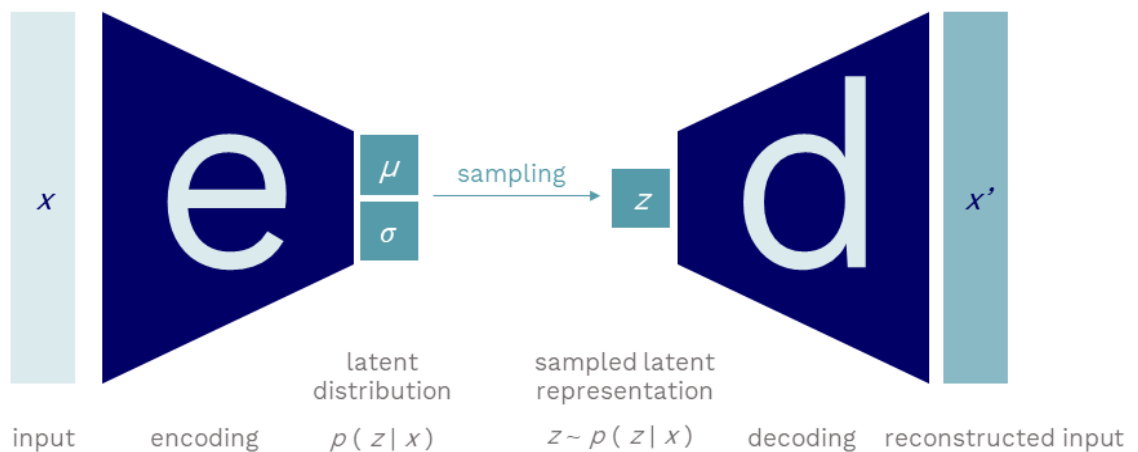 x
e
μ
σ
sampling
z
d
x’
latent
distribution
sampled latent
representation
input
encoding
p ( z | x )
z ~ p ( z | x )
decoding
reconstructed input